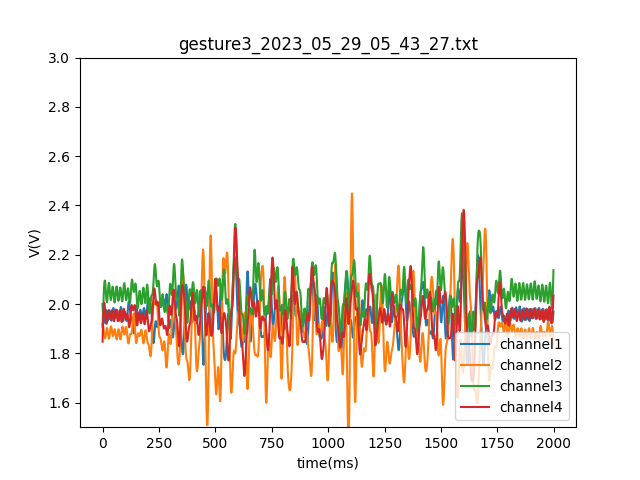 gesture3_2023_05_29_05_43_27.txt
3.0
2.8
2.6
2.4
2.2
2.0
1.8
1.6
V(V)
channel1
channel2
channel3
channel4
0 250 500 750 1000 1250 1500 1750 2000
time(ms)